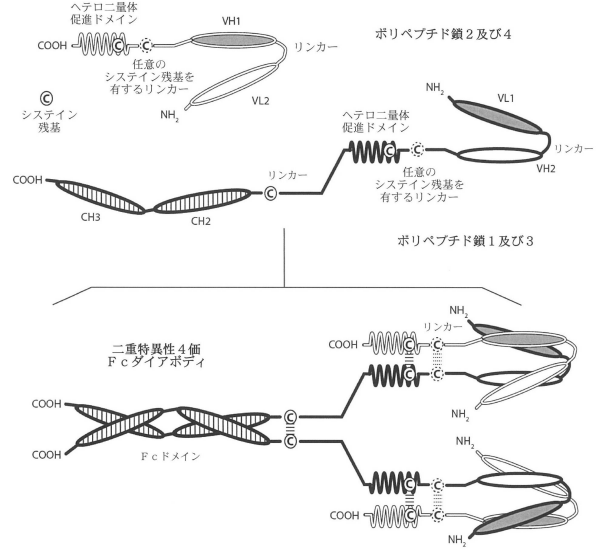 ヘテロ二量体
促進ドメイン
VH1
COOH
C
C
リンカー
任意の
システイン残基を
有するリンカー
VL2
NH2
C
システイン
残基
ポリペプチド鎖2及び4
NH2
VL1
ヘテロ二量体
促進ドメイン
C
C
リンカー
VH2
任意の
システイン残基を
有するリンカー
COOH
リンカー
C
CH3
CH2
ポリペプチド鎖1及び3
二重特異性4価
Fcダイアボディ
NH2
リンカー
COOH
C
C
C
C
NH2
COOH
C
C
COOH
Fcドメイン
NH2
C
C
COOH
C
C
NH2